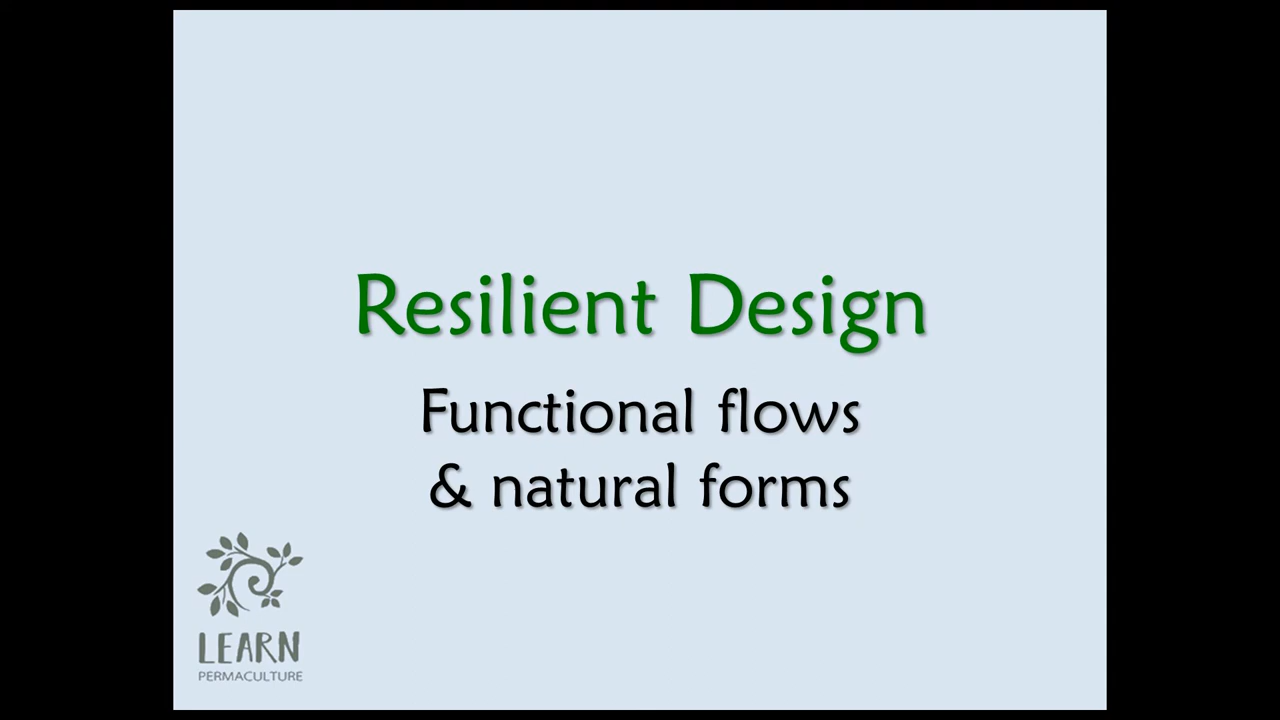 Resilient Design
Functional flows
& natural forms
LEARN
PERMACULTURE